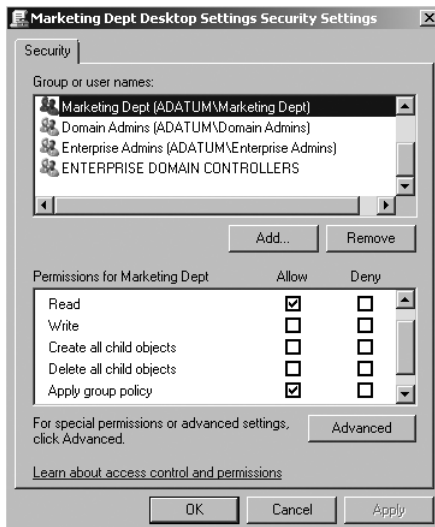 Marketing Dept Desktop Settings Security Settings
Security
Group or user names:
Marketing Dept (ADATUM\Marketing Dept)
Domain Admins (ADATUM\Domain Admins)
Enterprise Admins (ADATUM\Enterprise Admins)
ENTERPRISE DOMAIN CONTROLLERS
Add... Remove
Permissions for Marketing Dept Allow Deny
Read
Write
Create all child objects
Delete all child objects
Apply group policy
For special permissions or advanced settings,
click Advanced.
Advanced
Learn about access control and permissions
OK Cancel Apply